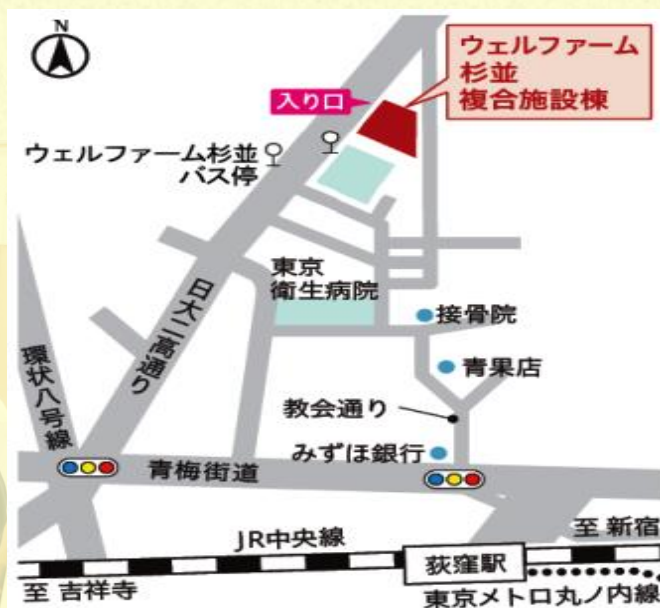 N
ウェルファーム
杉並
複合施設棟
入り口
ウェルファーム杉並
バス停
東京
衛生病院
日大二高通り
接骨院
環状八号線
青果店
教会通り
みずほ銀行
青梅街道
JR中央線
至 新宿
荻窪駅
至 吉祥寺
東京メトロ丸ノ内線